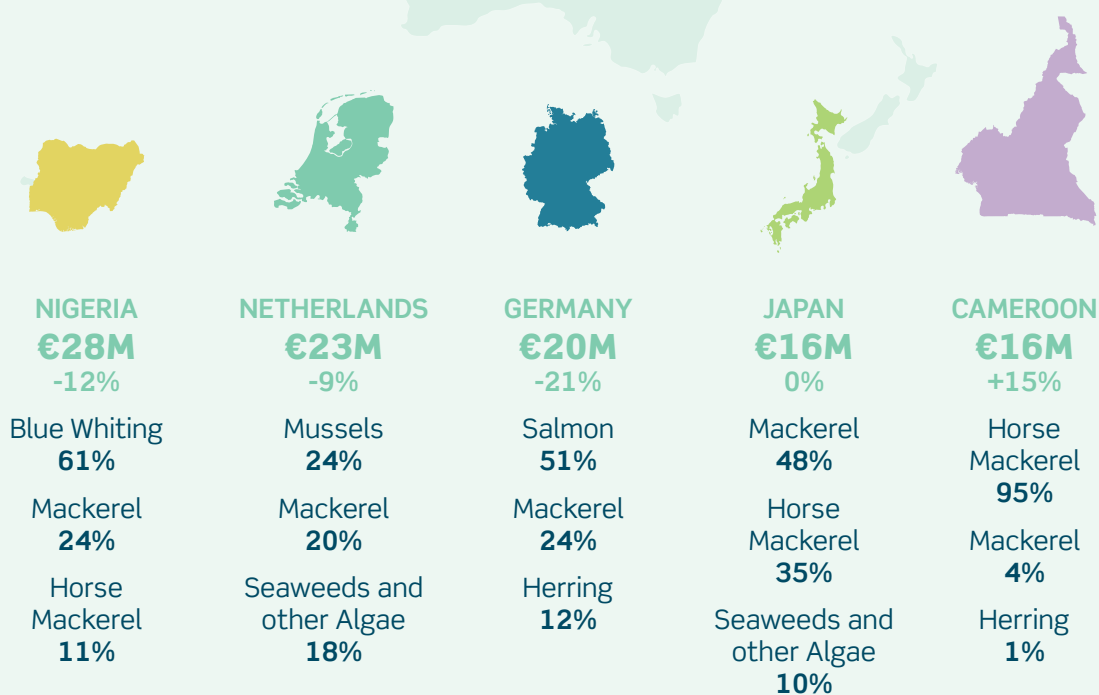 NIGERIA
€28M
-12%
Blue Whiting
61%
Mackerel
24%
Horse
Mackerel
11%
NETHERLANDS
€23M
-9%
Mussels
24%
Mackerel
20%
Seaweeds and
other Algae
18%
GERMANY
€20M
-21%
Salmon
51%
Mackerel
24%
Herring
12%
JAPAN
€16M
0%
Mackerel
48%
Horse
Mackerel
35%
Seaweeds and
other Algae
10%
CAMEROON
€16M
+15%
Horse
Mackerel
95%
Mackerel
4%
Herring
1%